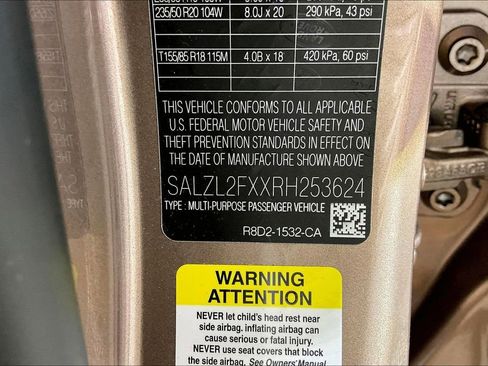 235/50 R20 104W 8.0J x 20 290 kPa, 43 psi
T155/85 R18 115M 4.0B x 18 420 kPa, 60 psi
THIS VEHICLE CONFORMS TO ALL APPLICABLE
U.S. FEDERAL MOTOR VEHICLE SAFETY AND
THEFT PREVENTION STANDARDS IN EFFECT ON
THE DATE OF MANUFACTURE SHOWN ABOVE
SALZL2FXXRH253624
TYPE : MULTI-PURPOSE PASSENGER VEHICLE
R8D2-1532-CA
WARNING
ATTENTION
NEVER let child's head rest near
side airbag. inflating airbag can
cause serious or fatal injury.
NEVER use seat covers that block
the side airbag. See Owners' Manual